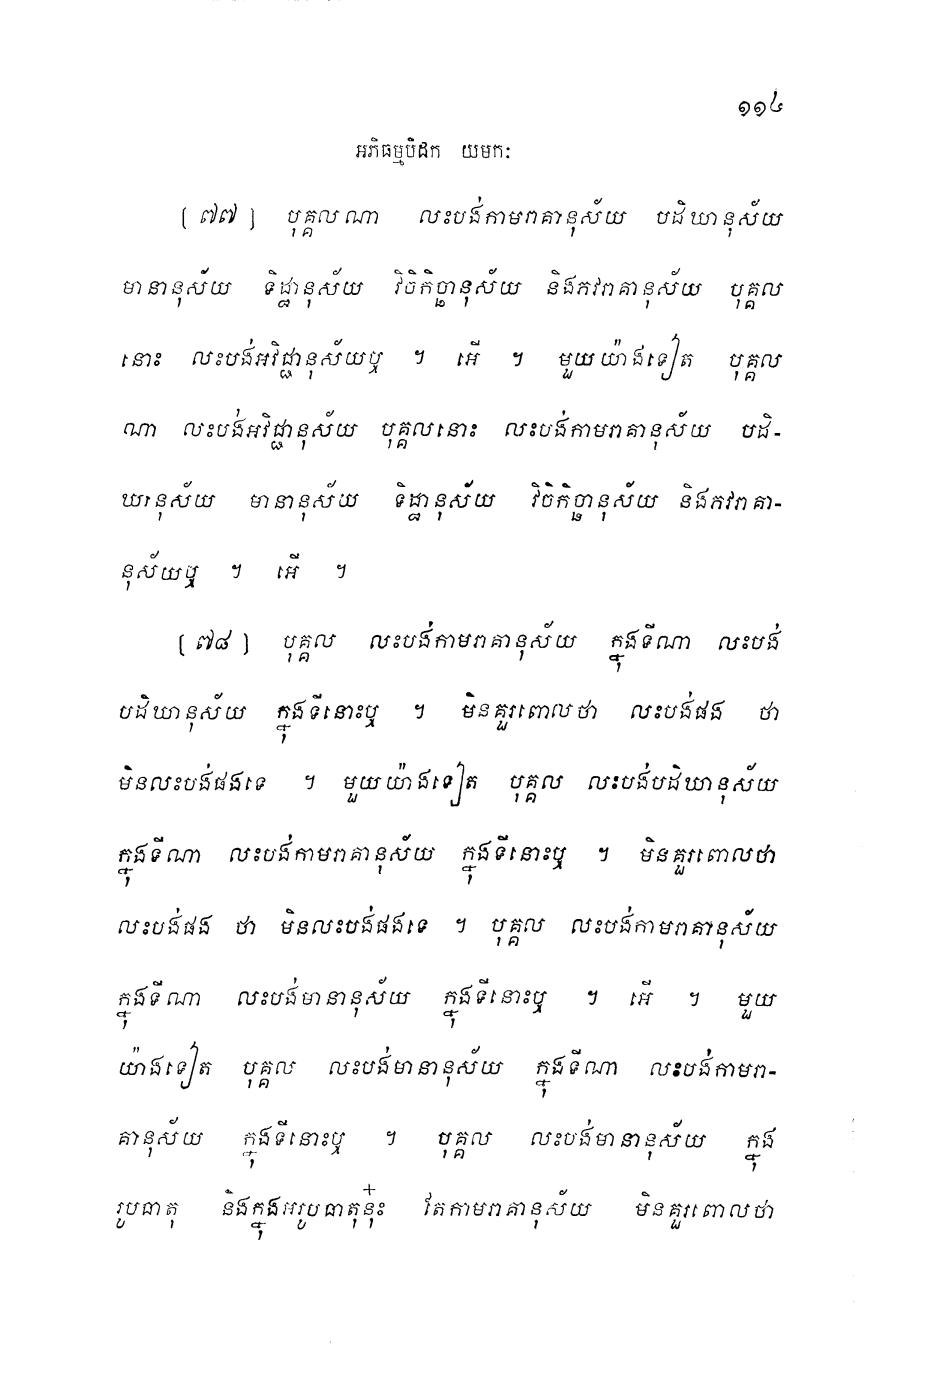 ១១៤
អភិធម្មបិដក យមកៈ
[ ៧៧ ] បុគ្គលណា លះបង់កាមរាគានុស័យ បដិឃានុស័យ
មានានុស័យ ទិដ្ឋានុស័យ វិចិកិច្ឆានុស័យ និងភវរាគានុស័យ បុគ្គល
នោះ លះបង់អវិជ្ជានុស័យឬ ។ អើ ។ មួយយ៉ាងទៀត បុគ្គល
ណា លះបង់អវិជ្ជានុស័យ បុគ្គលនោះ លះបង់កាមរាគានុស័យ បដិ-
ឃានុស័យ មានានុស័យ ទិដ្ឋានុស័យ វិចិកិច្ឆានុស័យ និងភវរាគា-
នុស័យឬ ។ អើ ។
[ ៧៨ ] បុគ្គល លះបង់កាមរាគានុស័យ ក្នុងទីណា លះបង់
បដិឃានុស័យ ក្នុងទីនោះឬ ។ មិនគួរពោលថា លះបង់ផង ថា
មិនលះបង់ផងទេ ។ មួយយ៉ាងទៀត បុគ្គល លះបង់បដិឃានុស័យ
ក្នុងទីណា លះបង់កាមរាគានុស័យ ក្នុងទីនោះឬ ។ មិនគួរពោលថា
លះបង់ផង ថា មិនលះបង់ផងទេ ។ បុគ្គល លះបង់កាមរាគានុស័យ
ក្នុងទីណា លះបង់មានានុស័យ ក្នុងទីនោះឬ ។ អើ ។ មួយ
យ៉ាងទៀត បុគ្គល លះបង់មានានុស័យ ក្នុងទីណា លះបង់កាមរា-
គានុស័យ ក្នុងទីនោះឬ ។ បុគ្គល លះបង់មានានុស័យ ក្នុង
រូបធាតុ និងក្នុងអរូបធាតុនុ៎ះ តែកាមរាគានុស័យ មិនគួរពោលថា